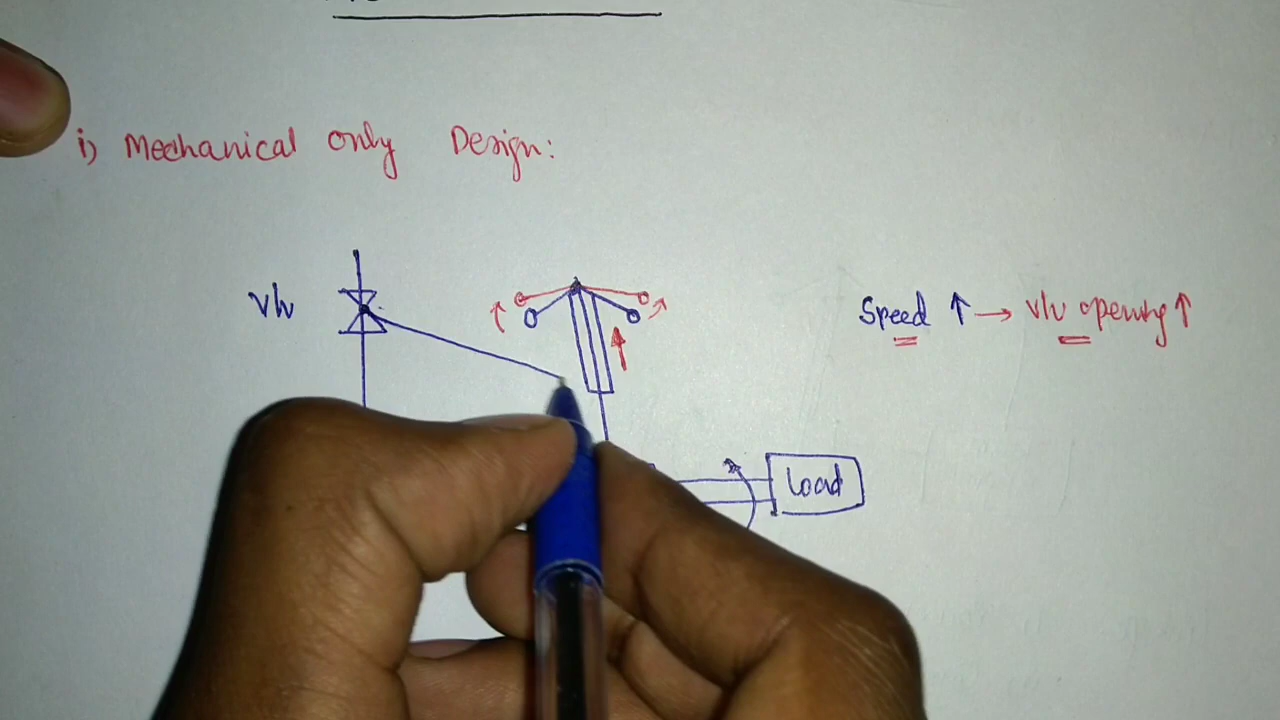 i) Mechanical only Design:
Vlv
Speed ↑ → Vlv opening ↑
Load